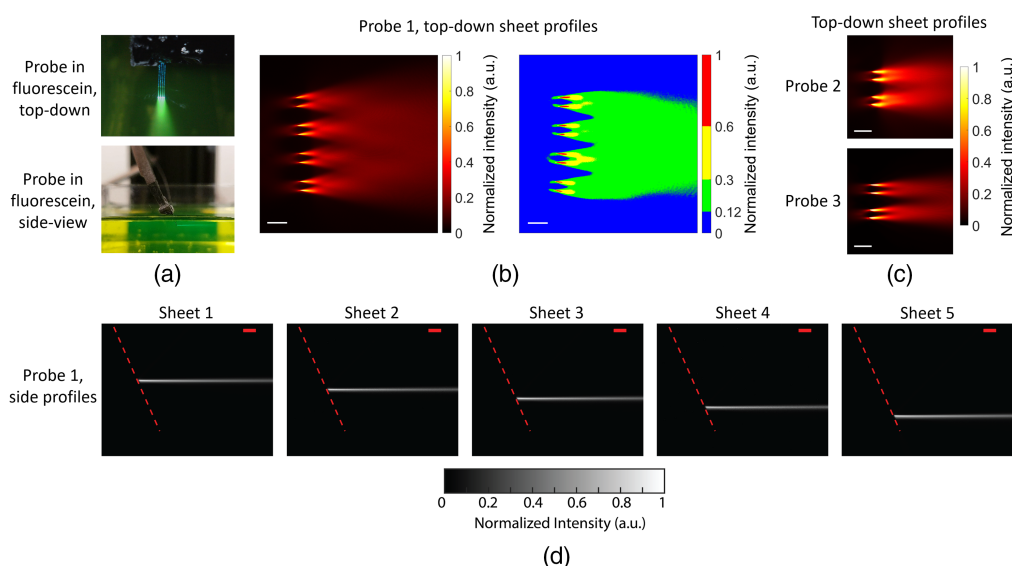 Probe 1, top-down sheet profiles
Top-down sheet profiles
Probe in
fluorescein,
top-down
Probe in
fluorescein,
side-view
(a)
1
0.8
0.6
0.4
0.2
0
Normalized intensity (a.u.)
1
0.6
0.3
0.12
0
Normalized intensity (a.u.)
(b)
Probe 2
Probe 3
1
0.8
0.6
0.4
0.2
0
Normalized intensity (a.u.)
(c)
Sheet 1
Sheet 2
Sheet 3
Sheet 4
Sheet 5
Probe 1,
side profiles
0 0.2 0.4 0.6 0.8 1
Normalized Intensity (a.u.)
(d)